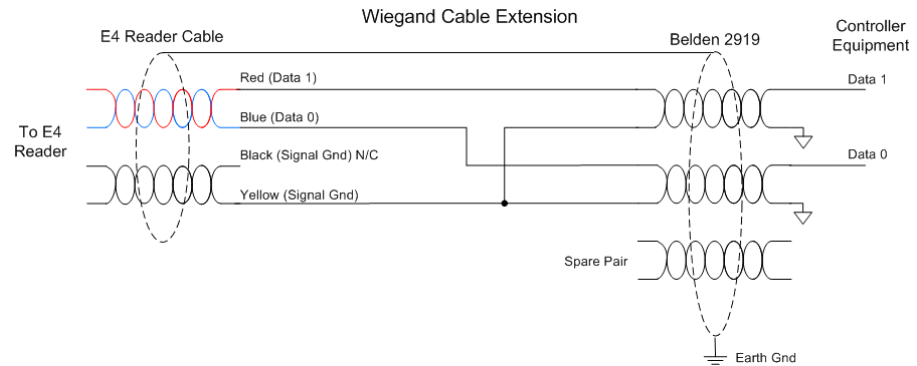 Wiegand Cable Extension
E4 Reader Cable
Belden 2919
Controller
Equipment
Red (Data 1)
Data 1
Blue (Data 0)
To E4
Reader
Black (Signal Gnd) N/C
Data 0
Yellow (Signal Gnd)
Spare Pair
Earth Gnd